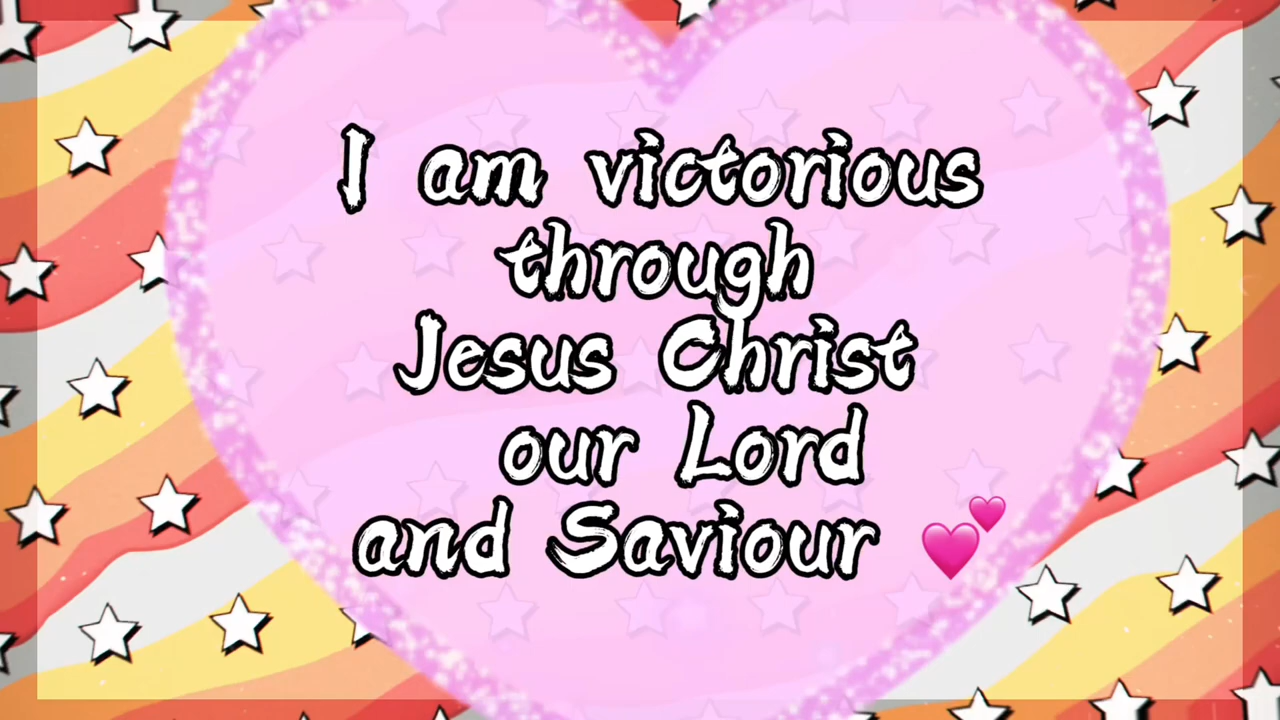 I am victorious
through
Jesus Christ
our Lord
and Saviour 💕